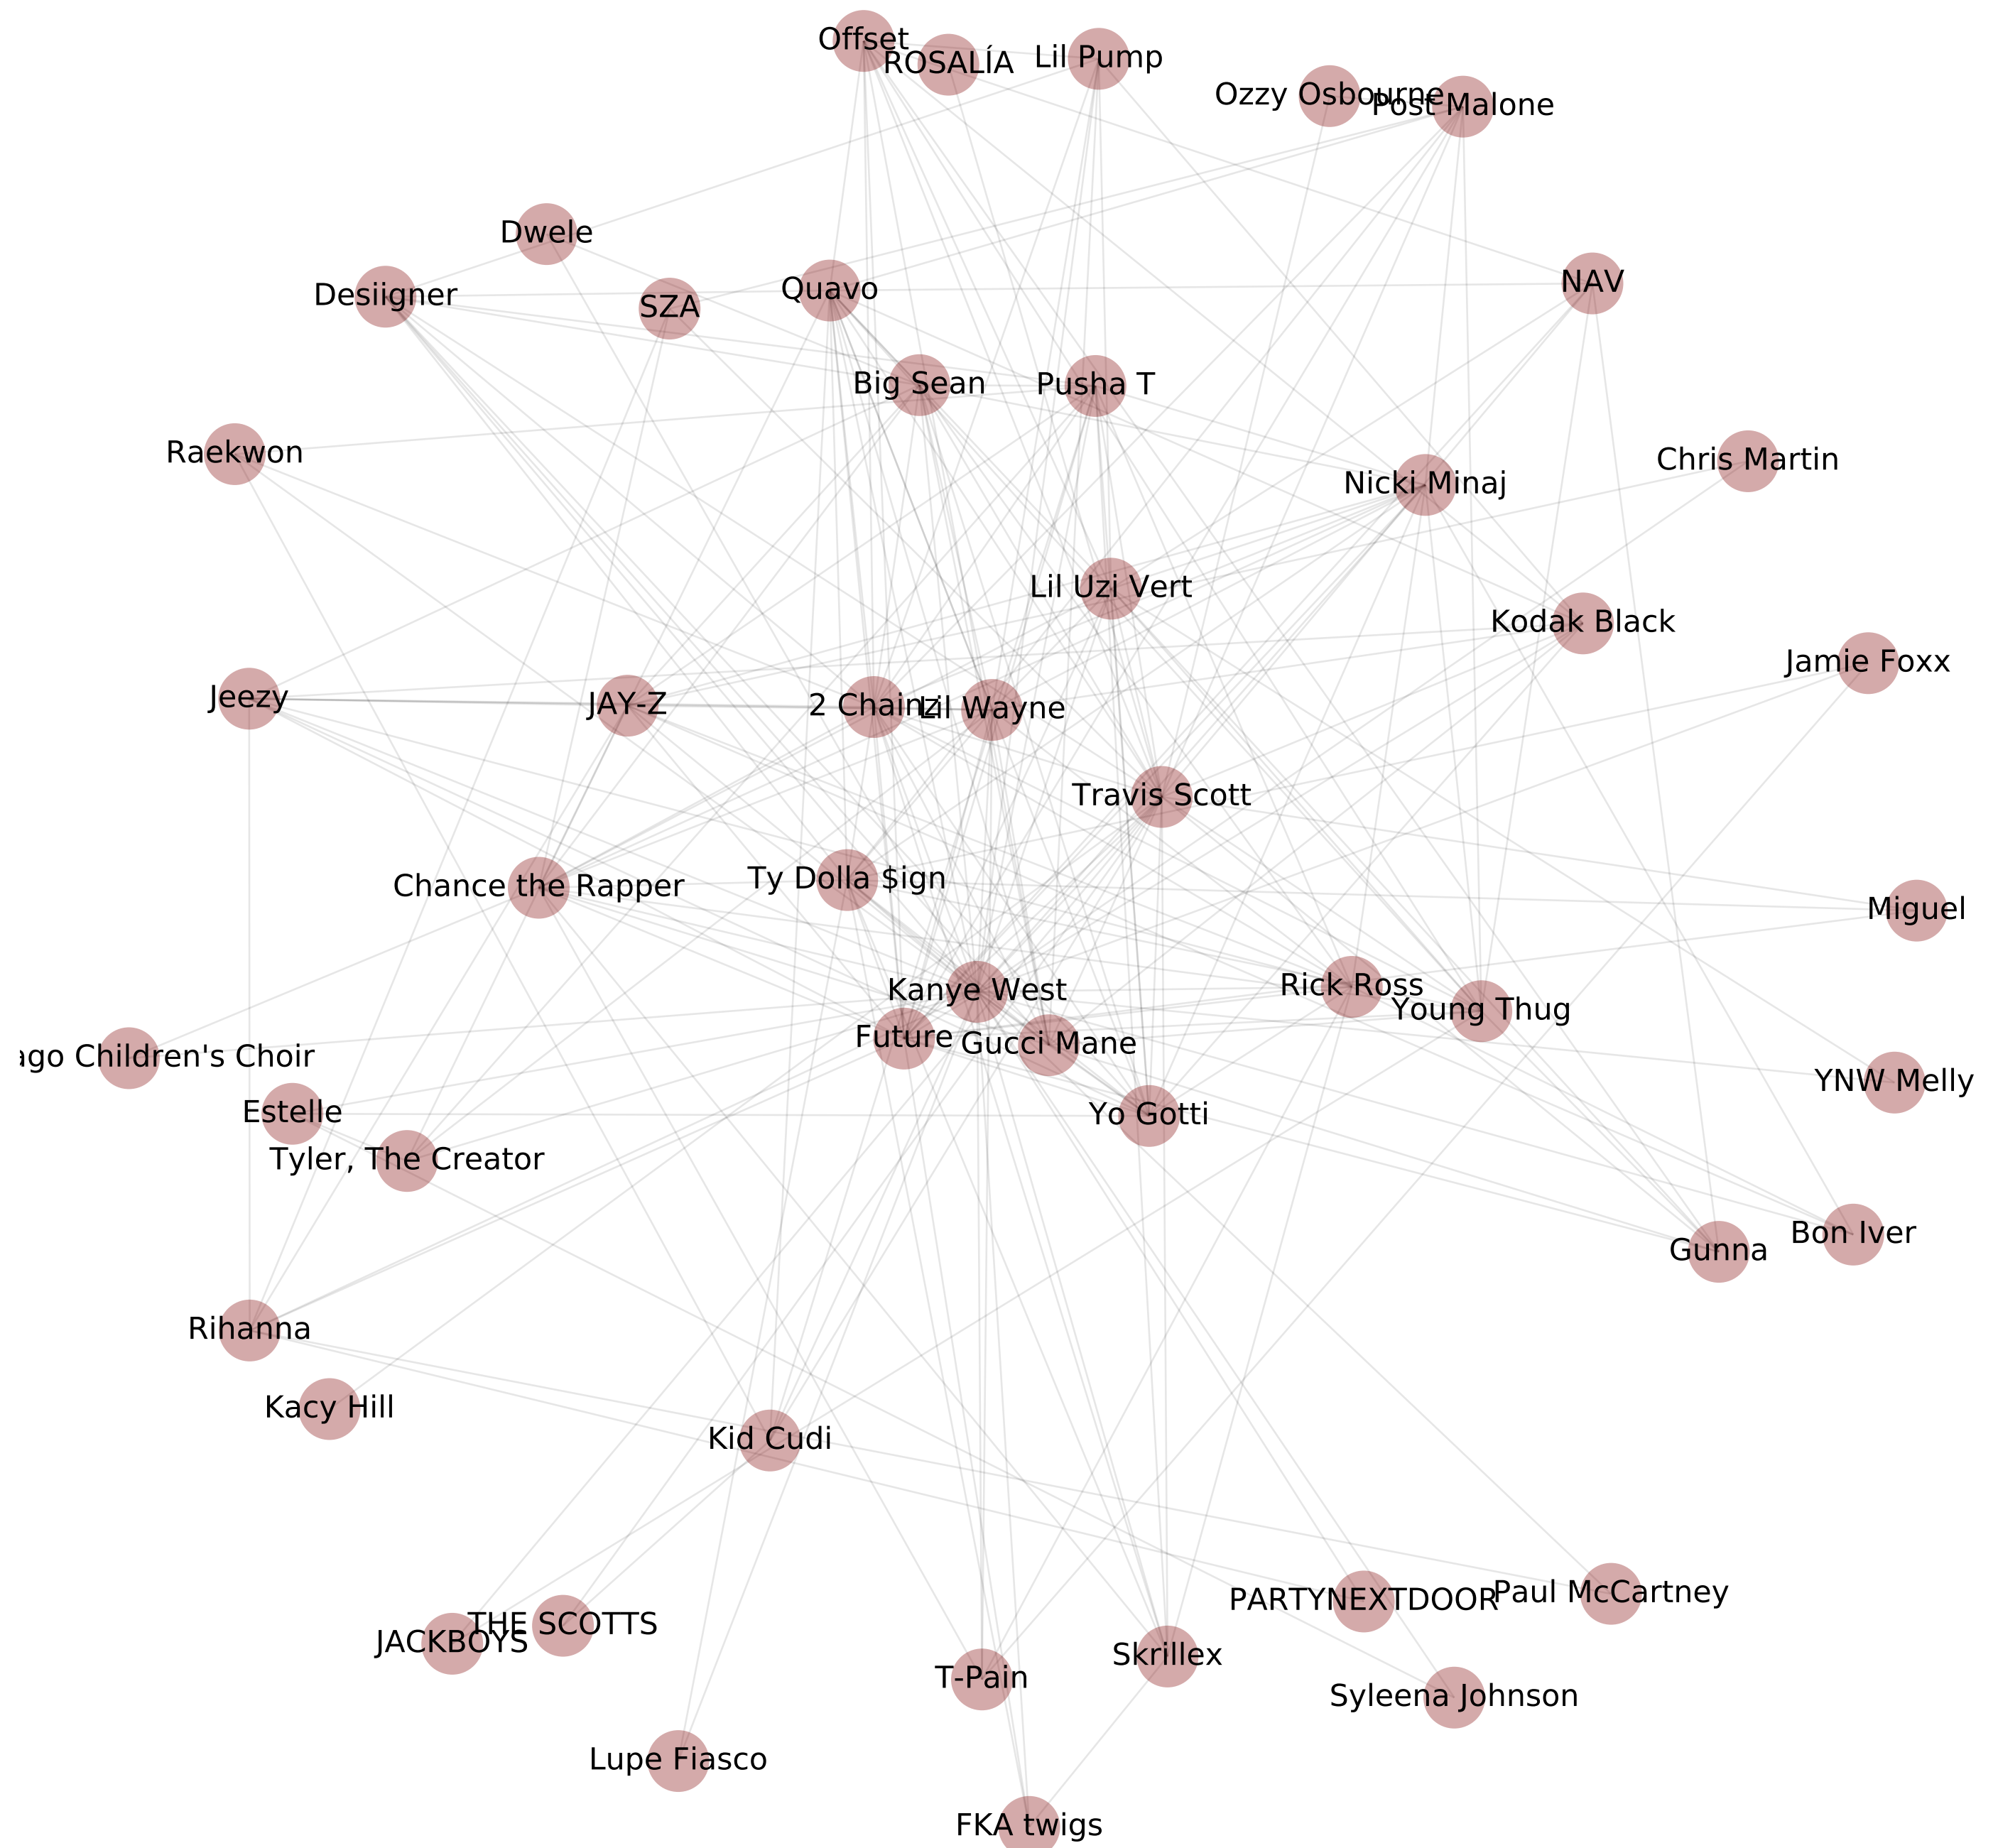 Offset
ROSALÍA
Lil Pump
Ozzy Osbourne
Post Malone
Dwele
Desiigner
SZA
Quavo
NAV
Big Sean
Pusha T
Raekwon
Nicki Minaj
Chris Martin
Lil Uzi Vert
Kodak Black
Jamie Foxx
Jeezy
JAY-Z
2 Chainz
Lil Wayne
Travis Scott
Chance the Rapper
Ty Dolla $ign
Miguel
Kanye West
Rick Ross
Young Thug
Future
Gucci Mane
ago Children's Choir
YNW Melly
Estelle
Yo Gotti
Tyler, The Creator
Gunna
Bon Iver
Rihanna
Kacy Hill
Kid Cudi
PARTYNEXTDOOR
Paul McCartney
THE SCOTTS
JACKBOYS
T-Pain
Skrillex
Syleena Johnson
Lupe Fiasco
FKA twigs